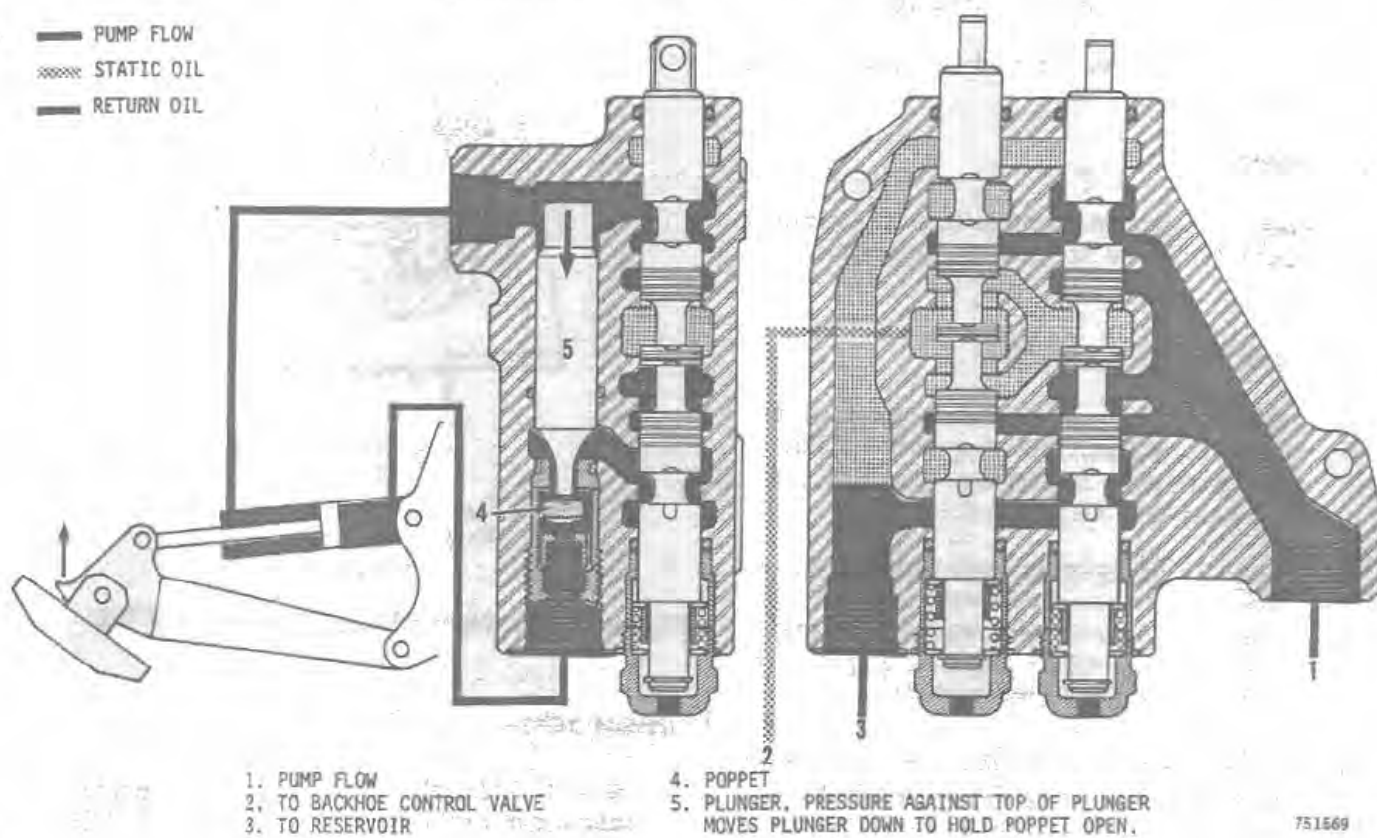 PUMP FLOW
STATIC OIL
RETURN OIL
5
4
1
3
2
1. PUMP FLOW
2. TO BACKHOE CONTROL VALVE
3. TO RESERVOIR
4. POPPET
5. PLUNGER. PRESSURE AGAINST TOP OF PLUNGER
MOVES PLUNGER DOWN TO HOLD POPPET OPEN.
751669